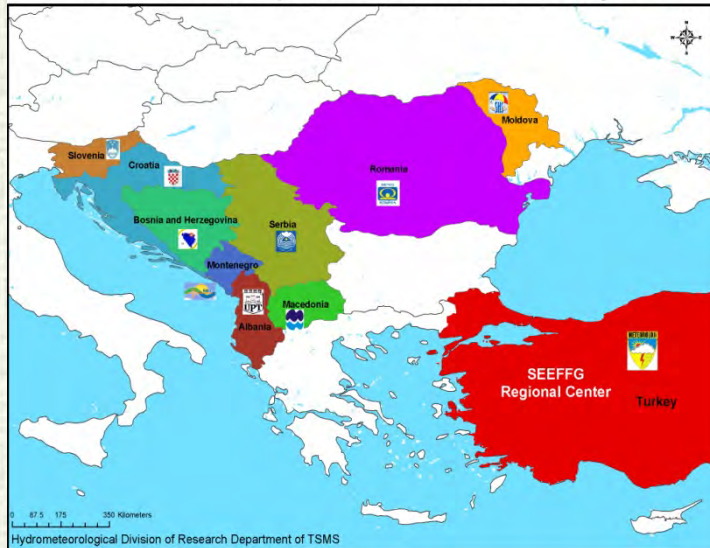 Moldova
Slovenia
Croatia
Romania
Bosnia and Herzegovina
Serbia
Montenegro
UPT
Macedonia
Albania
METEOROLOJI
SEEFFG
Regional Center
Turkey
0 87.5 175 350 Kilometers
Hydrometeorological Division of Research Department of TSMS